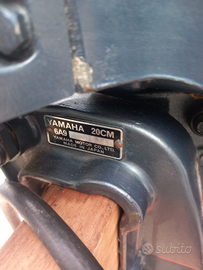 YAMAHA 20CM
6A9
YAMAHA MOTOR CO., LTD.
MADE IN JAPAN
subito